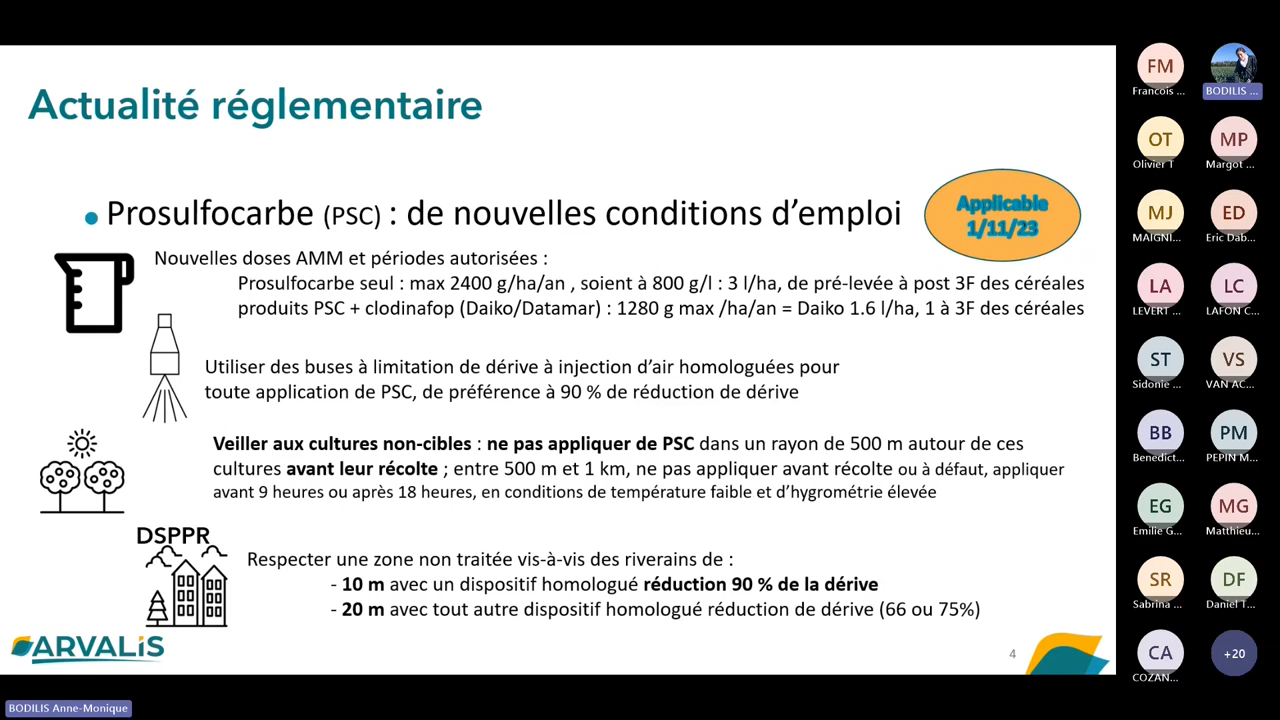 Actualité réglementaire
• Prosulfocarbe (PSC) : de nouvelles conditions d’emploi
Applicable
1/11/23
Nouvelles doses AMM et périodes autorisées :
Prosulfocarbe seul : max 2400 g/ha/an , soient à 800 g/l : 3 l/ha, de pré-levée à post 3F des céréales
produits PSC + clodinafop (Daiko/Datamar) : 1280 g max /ha/an = Daiko 1.6 l/ha, 1 à 3F des céréales
Utiliser des buses à limitation de dérive à injection d’air homologuées pour
toute application de PSC, de préférence à 90 % de réduction de dérive
Veiller aux cultures non-cibles : ne pas appliquer de PSC dans un rayon de 500 m autour de ces
cultures avant leur récolte ; entre 500 m et 1 km, ne pas appliquer avant récolte ou à défaut, appliquer
avant 9 heures ou après 18 heures, en conditions de température faible et d’hygrométrie élevée
DSPPR
Respecter une zone non traitée vis-à-vis des riverains de :
- 10 m avec un dispositif homologué réduction 90 % de la dérive
- 20 m avec tout autre dispositif homologué réduction de dérive (66 ou 75%)
ARVALIS
4
FM
Francois ...
BODILIS ...
OT
Olivier T
MP
Margot ...
MJ
MAIGNI...
ED
Eric Dab...
LA
LEVERT ...
LC
LAFON C...
ST
Sidonie ...
VS
VAN AC...
BB
Benedict...
PM
PEPIN M...
EG
Emilie G...
MG
Matthieu...
SR
Sabrina ...
DF
Daniel T...
CA
COZAN...
+20
BODILIS Anne-Monique